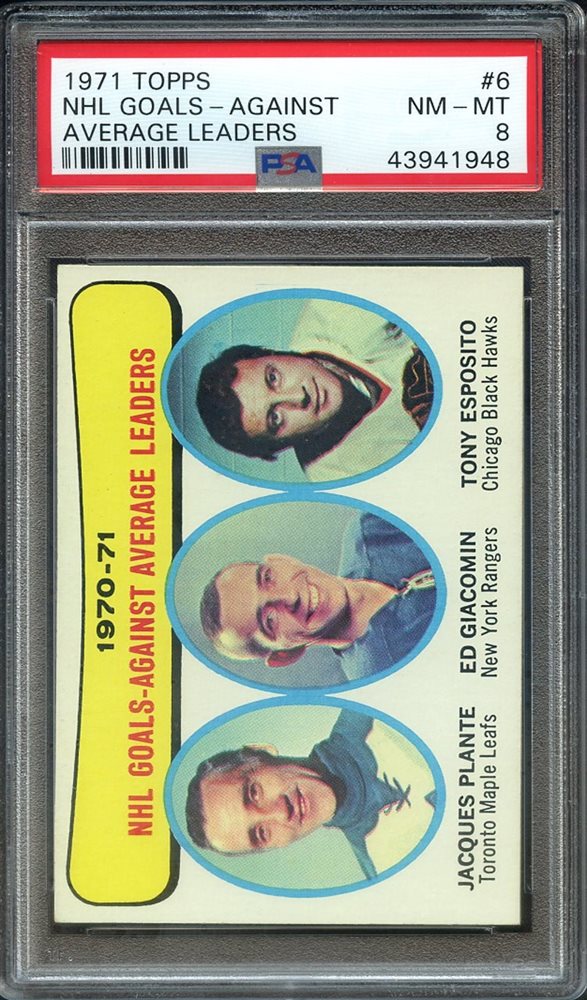 1971 TOPPS #6
NHL GOALS – AGAINST NM – MT
AVERAGE LEADERS 8
PSA 43941948
1970-71
NHL GOALS-AGAINST AVERAGE LEADERS
JACQUES PLANTE
Toronto Maple Leafs
ED GIACOMIN
New York Rangers
TONY ESPOSITO
Chicago Black Hawks